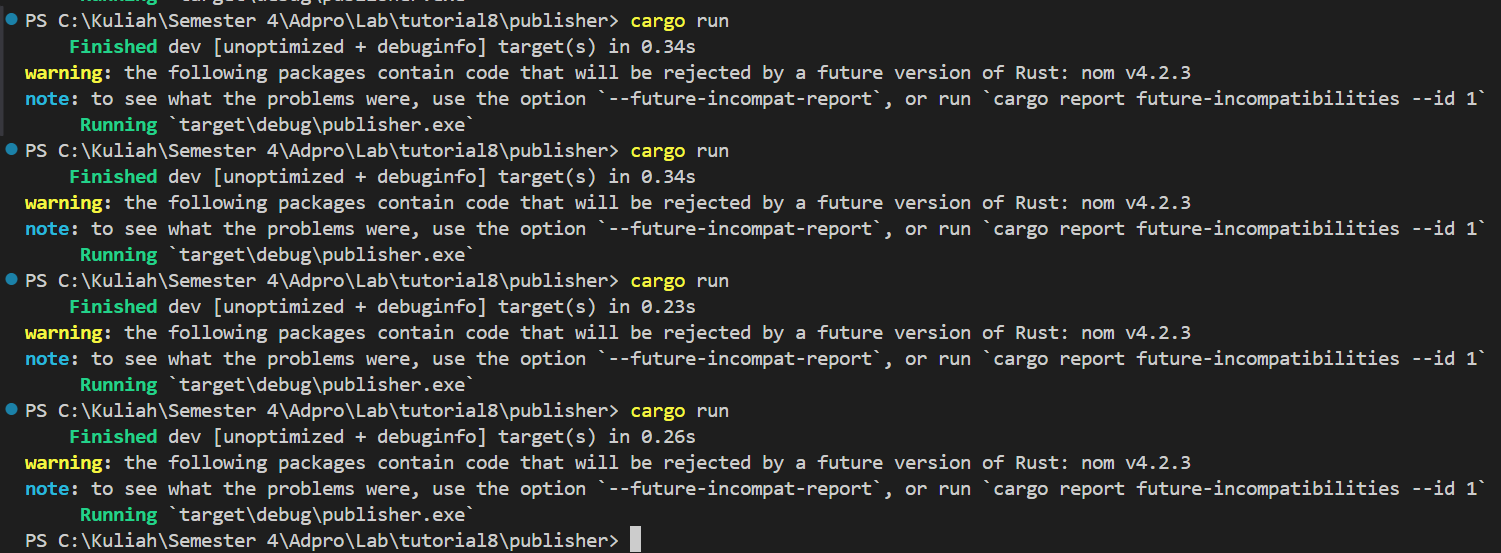 PS C:\Kuliah\Semester 4\Adpro\Lab\tutorial8\publisher> cargo run
Finished dev [unoptimized + debuginfo] target(s) in 0.34s
warning: the following packages contain code that will be rejected by a future version of Rust: nom v4.2.3
note: to see what the problems were, use the option `--future-incompat-report`, or run `cargo report future-incompatibilities --id 1`
Running `target\debug\publisher.exe`
PS C:\Kuliah\Semester 4\Adpro\Lab\tutorial8\publisher> cargo run
Finished dev [unoptimized + debuginfo] target(s) in 0.34s
warning: the following packages contain code that will be rejected by a future version of Rust: nom v4.2.3
note: to see what the problems were, use the option `--future-incompat-report`, or run `cargo report future-incompatibilities --id 1`
Running `target\debug\publisher.exe`
PS C:\Kuliah\Semester 4\Adpro\Lab\tutorial8\publisher> cargo run
Finished dev [unoptimized + debuginfo] target(s) in 0.23s
warning: the following packages contain code that will be rejected by a future version of Rust: nom v4.2.3
note: to see what the problems were, use the option `--future-incompat-report`, or run `cargo report future-incompatibilities --id 1`
Running `target\debug\publisher.exe`
PS C:\Kuliah\Semester 4\Adpro\Lab\tutorial8\publisher> cargo run
Finished dev [unoptimized + debuginfo] target(s) in 0.26s
warning: the following packages contain code that will be rejected by a future version of Rust: nom v4.2.3
note: to see what the problems were, use the option `--future-incompat-report`, or run `cargo report future-incompatibilities --id 1`
Running `target\debug\publisher.exe`
PS C:\Kuliah\Semester 4\Adpro\Lab\tutorial8\publisher>